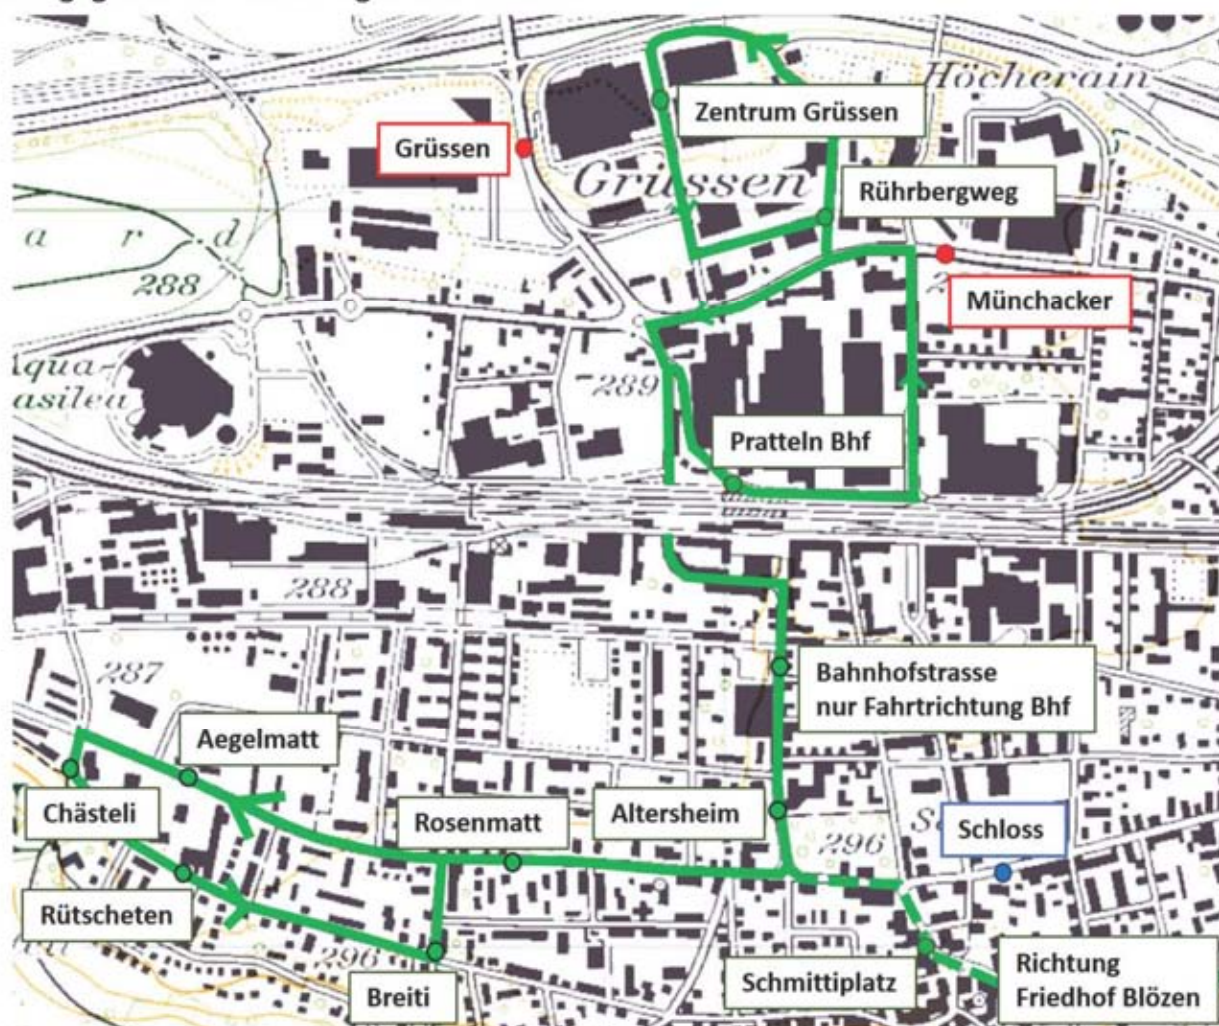 Höcherain
Zentrum Grüssen
Grüssen
Grüssen
Rührbergweg
a r d
288
Münchacker
Aqua-
289
Pratteln Bhf
288
287
Bahnhofstrasse
nur Fahrtrichtung Bhf
Aegelmatt
Chästeli
Rosenmatt
Altersheim
296
Schloss
Rütscheten
296
Breiti
Schmittiplatz
Richtung
Friedhof Blözen